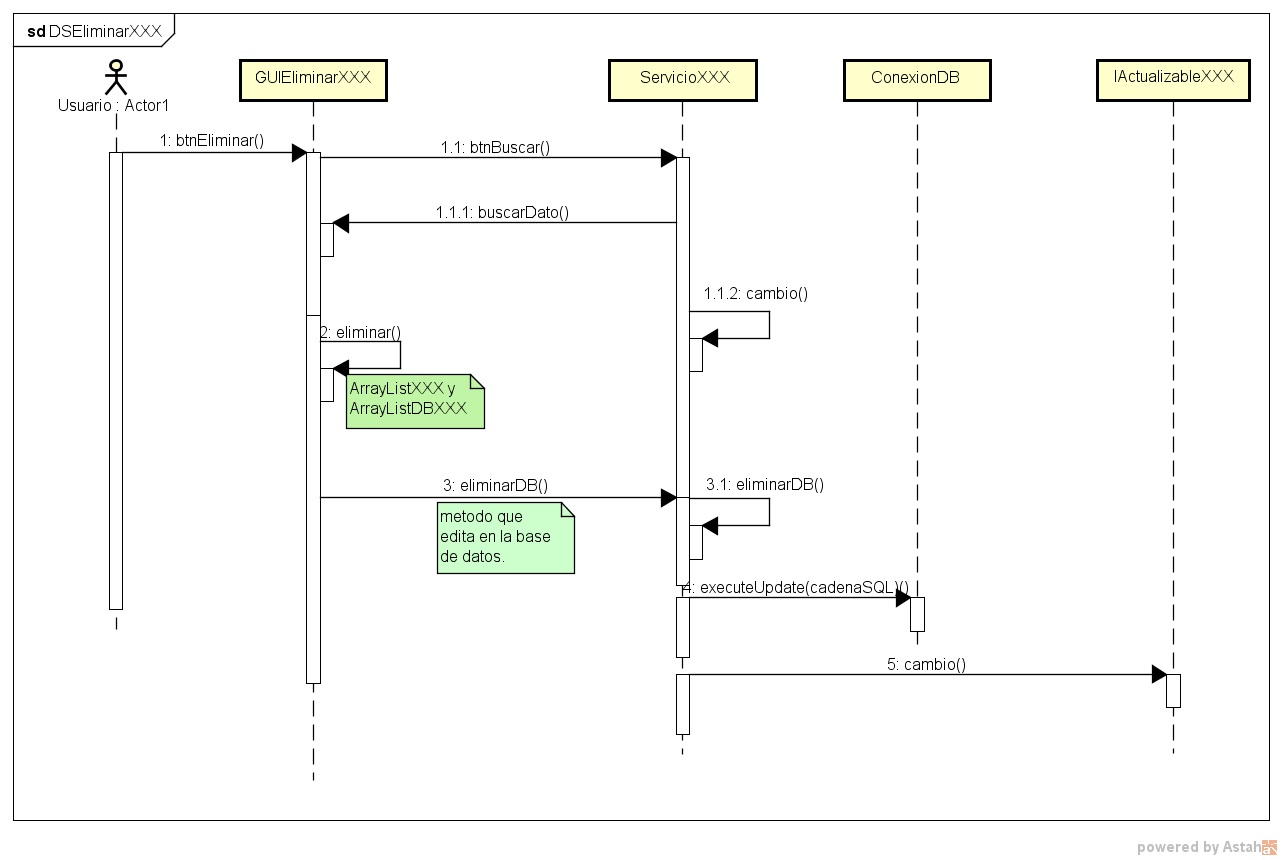 sd DSEliminarXXX
Usuario : Actor1
GUIEliminarXXX
ServicioXXX
ConexionDB
IActualizableXXX
1: btnEliminar()
1.1: btnBuscar()
1.1.1: buscarDato()
1.1.2: cambio()
2: eliminar()
ArrayListXXX y
ArrayListDBXXX
3: eliminarDB()
3.1: eliminarDB()
metodo que
edita en la base
de datos.
4: executeUpdate(cadenaSQL)()
5: cambio()
powered by Astah